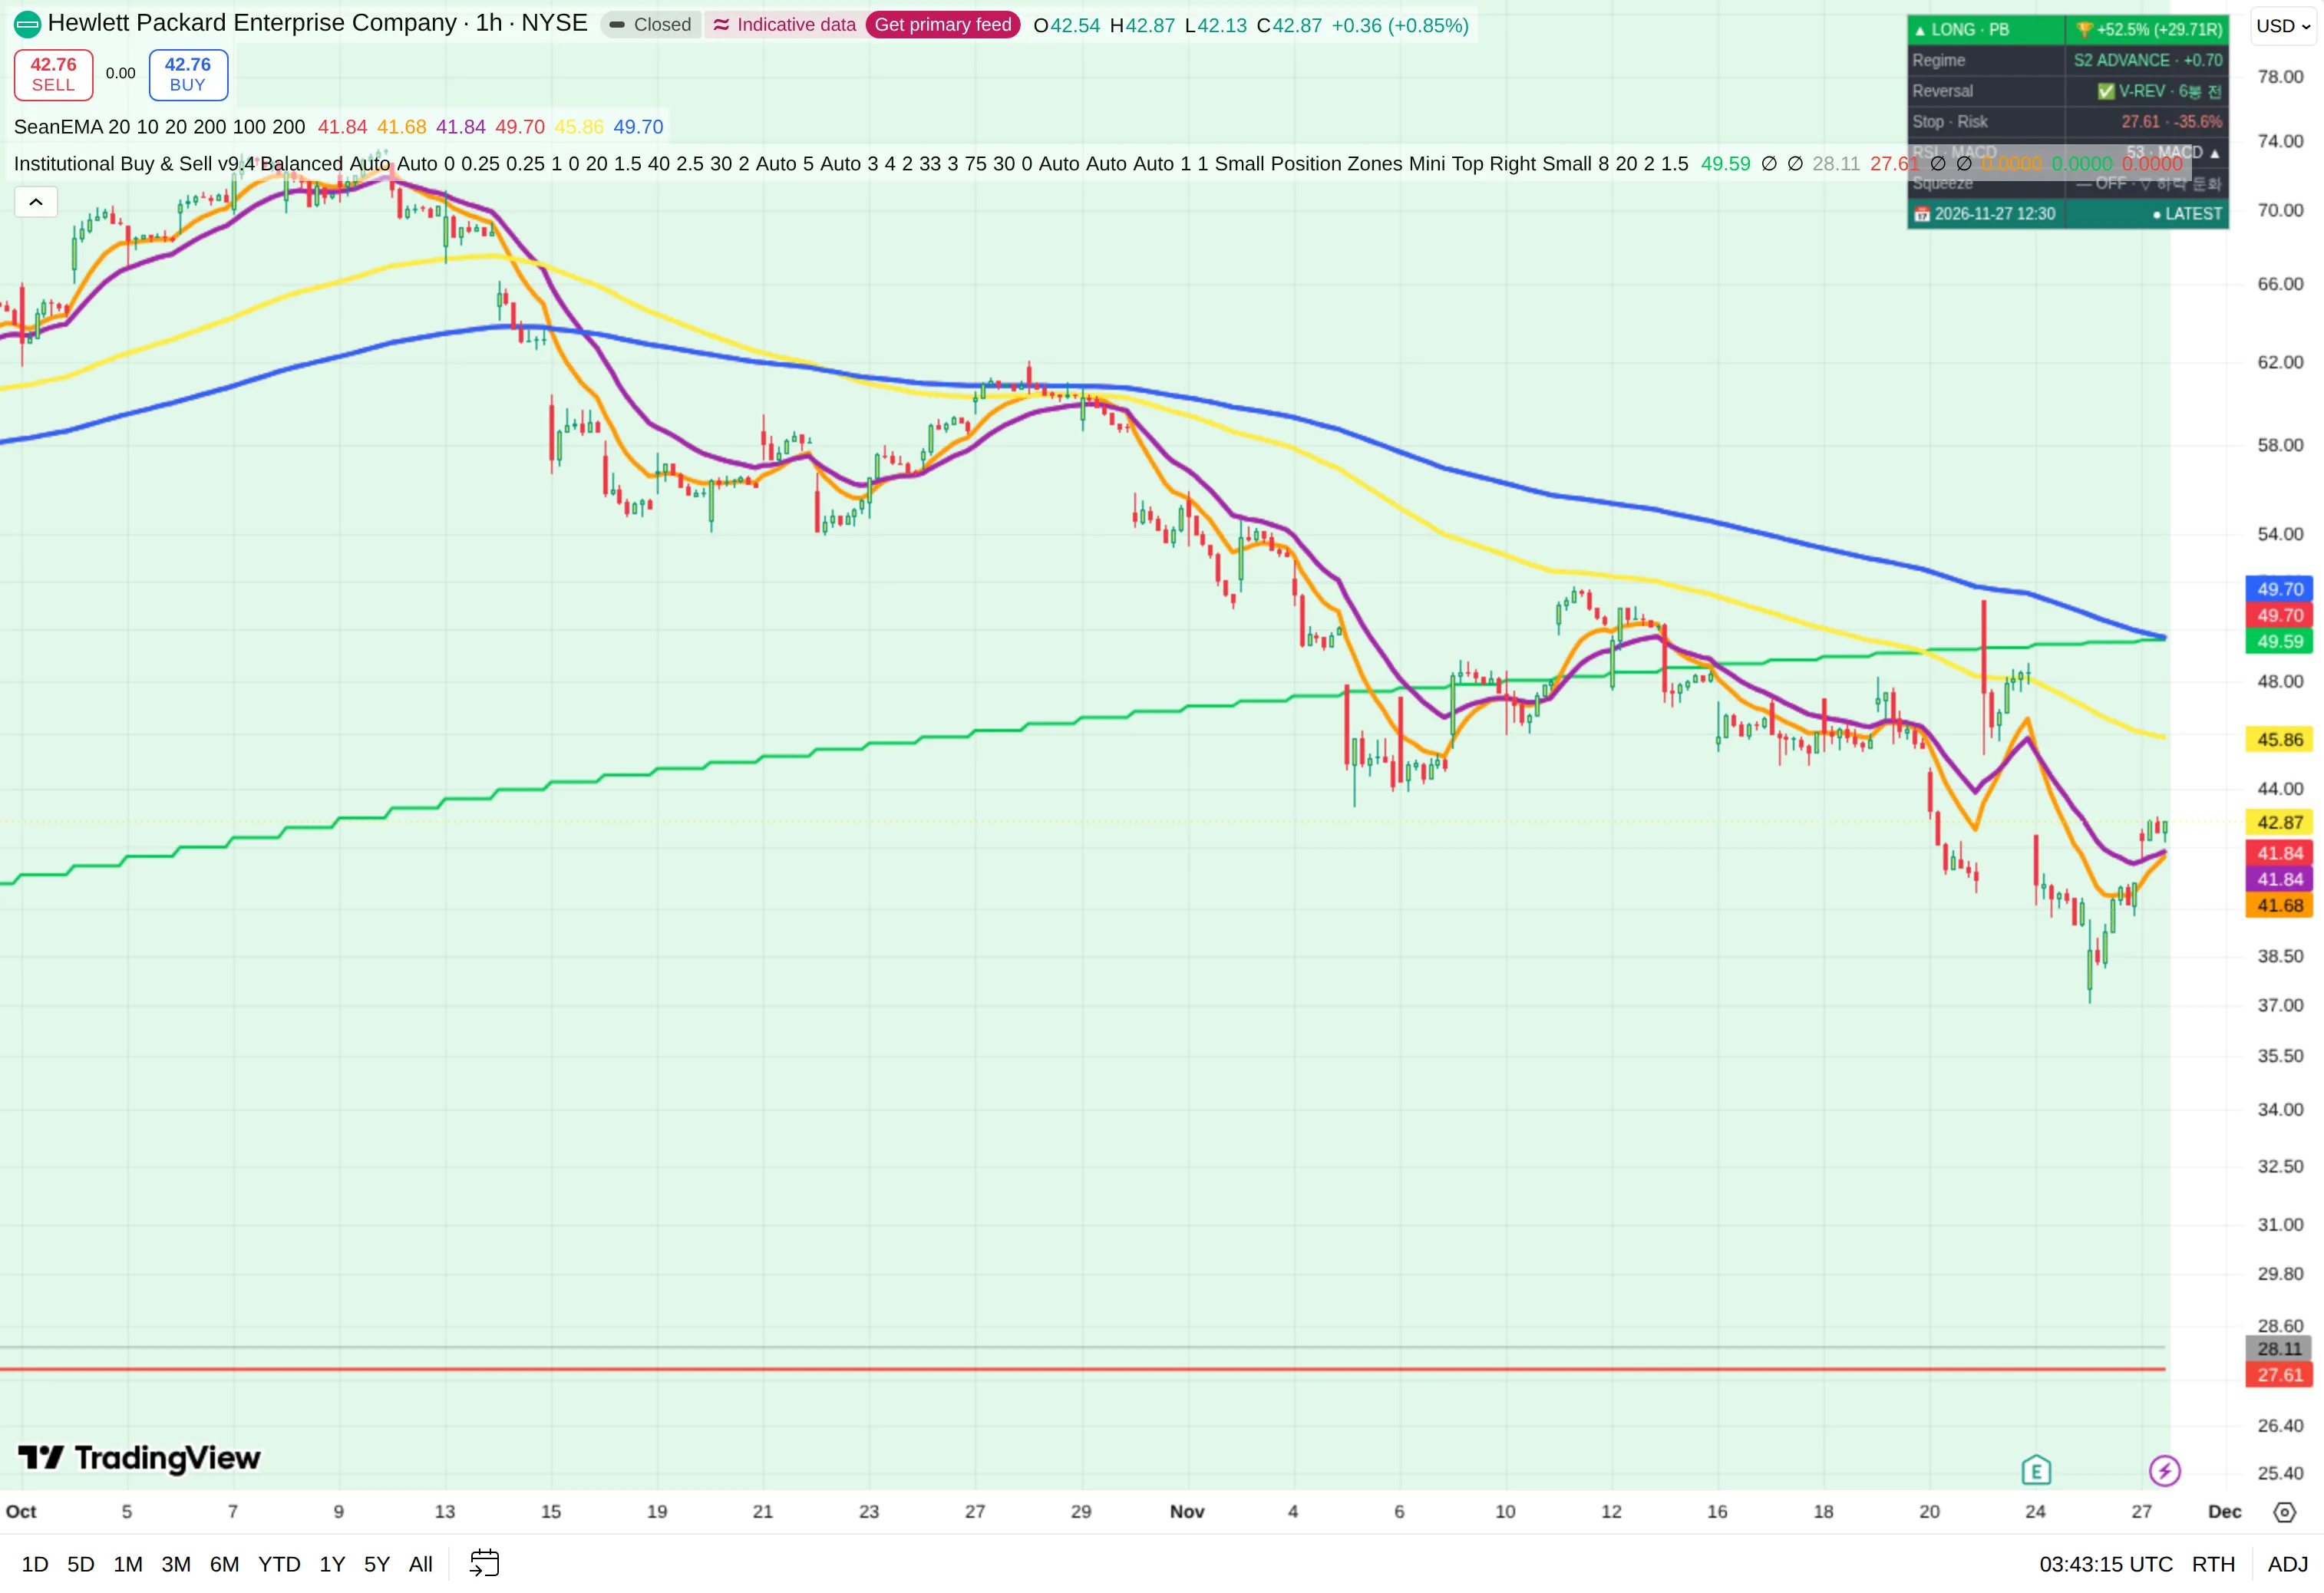 Hewlett Packard Enterprise Company · 1h · NYSE Closed Indicative data Get primary feed O42.54 H42.87 L42.13 C42.87 +0.36 (+0.85%)
42.76 SELL 0.00 42.76 BUY
SeanEMA 20 10 20 200 100 200 41.84 41.68 41.84 49.70 45.86 49.70
Institutional Buy & Sell v9.4 Balanced Auto Auto 0 0.25 0.25 1 0 20 1.5 40 2.5 30 2 Auto 5 Auto 3 4 2 33 3 75 30 0 Auto Auto Auto 1 1 Small Position Zones Mini Top Right Small 8 20 2 1.5 49.59 ∅ ∅ 28.11 27.61 ∅ ∅ 0.0000 0.0000 0.0000
▲ LONG · PB 🏆 +52.5% (+29.71R)
Regime S2 ADVANCE · +0.70
Reversal ✅ V-REV · 6봉 전
Stop · Risk 27.61 · -35.6%
RSI · MACD 53 · MACD ▲
Squeeze — OFF · ▽ 하락 둔화
📅 2026-11-27 12:30 ● LATEST
USD
78.00
74.00
70.00
66.00
62.00
58.00
54.00
49.70
49.70
49.59
48.00
45.86
44.00
42.87
41.84
41.84
41.68
38.50
37.00
35.50
34.00
32.50
31.00
29.80
28.60
28.11
27.61
26.40
25.40
TradingView
E
Oct 5 7 9 13 15 19 21 23 27 29 Nov 4 6 10 12 16 18 20 24 27 Dec
1D 5D 1M 3M 6M YTD 1Y 5Y All 03:43:15 UTC RTH ADJ